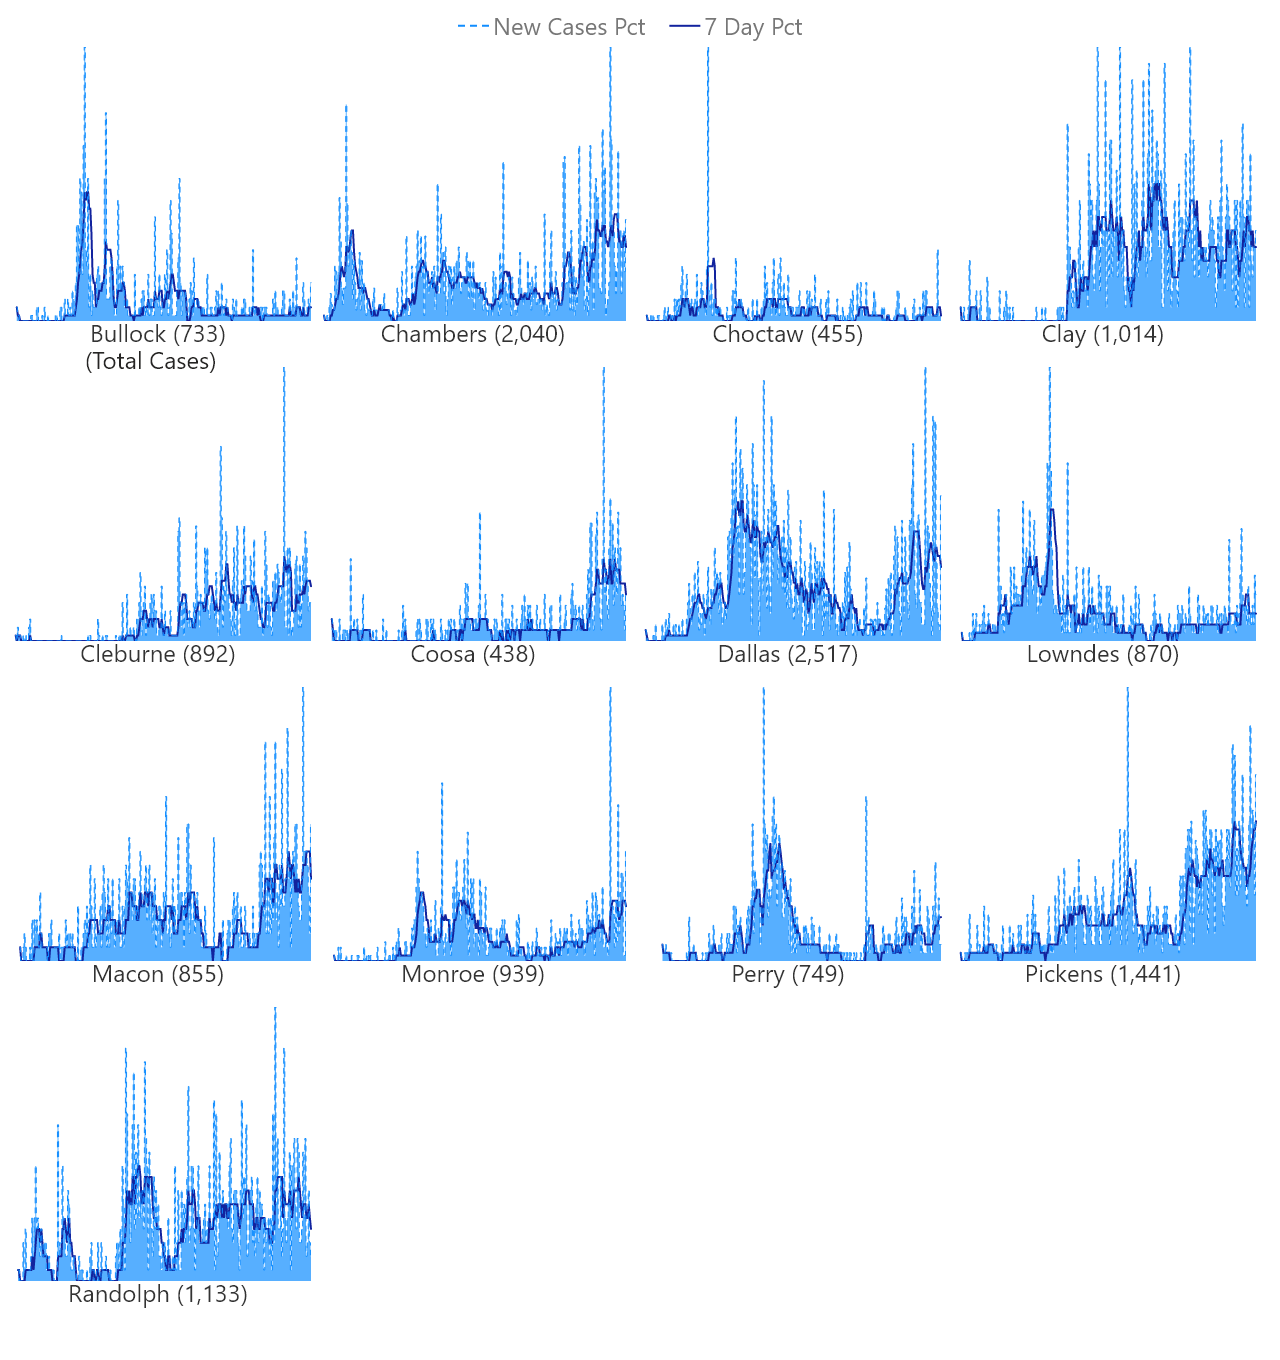 New Cases Pct 7 Day Pct
Bullock (733)
(Total Cases)
Chambers (2,040)
Choctaw (455)
Clay (1,014)
Cleburne (892)
Coosa (438)
Dallas (2,517)
Lowndes (870)
Macon (855)
Monroe (939)
Perry (749)
Pickens (1,441)
Randolph (1,133)